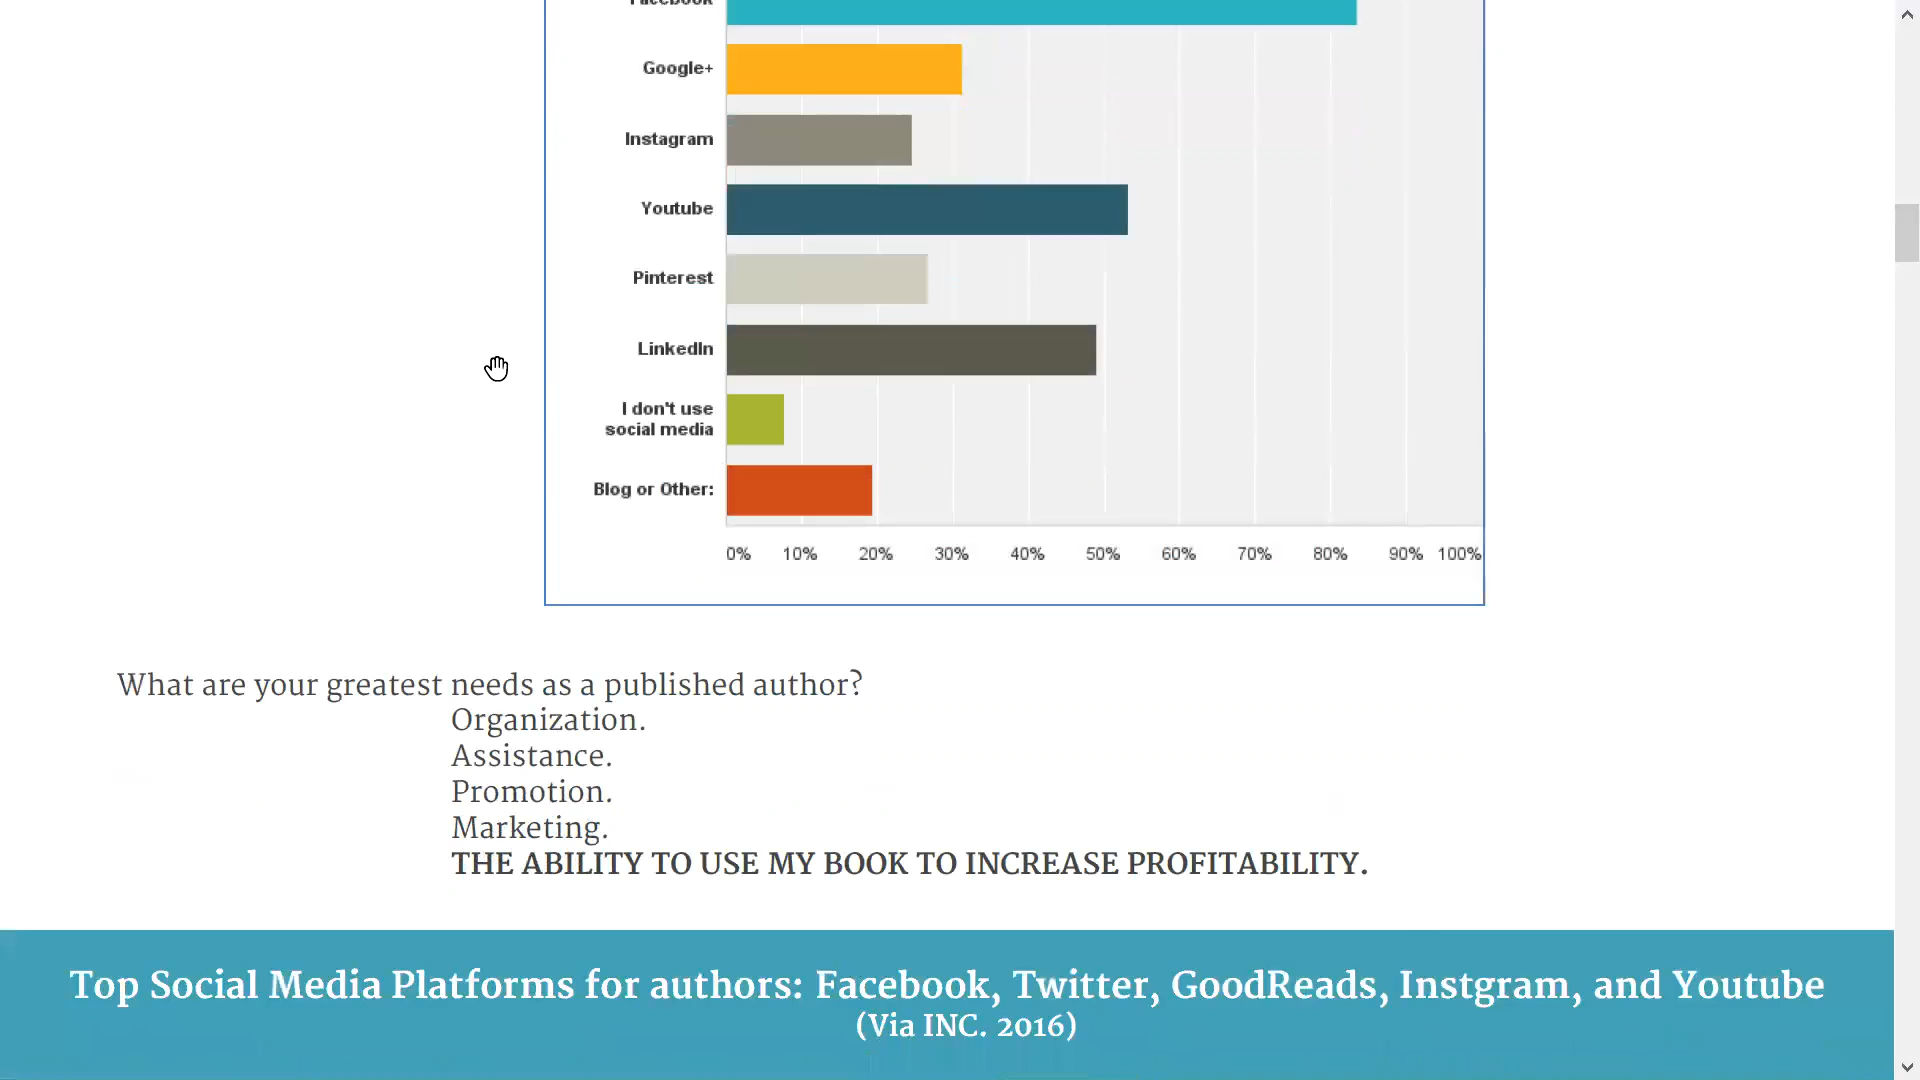 Facebook
Google+
Instagram
Youtube
Pinterest
LinkedIn
I don't use
social media
Blog or Other:
0% 10% 20% 30% 40% 50% 60% 70% 80% 90% 100%
What are your greatest needs as a published author?
Organization.
Assistance.
Promotion.
Marketing.
THE ABILITY TO USE MY BOOK TO INCREASE PROFITABILITY.
Top Social Media Platforms for authors: Facebook, Twitter, GoodReads, Instgram, and Youtube
(Via INC. 2016)